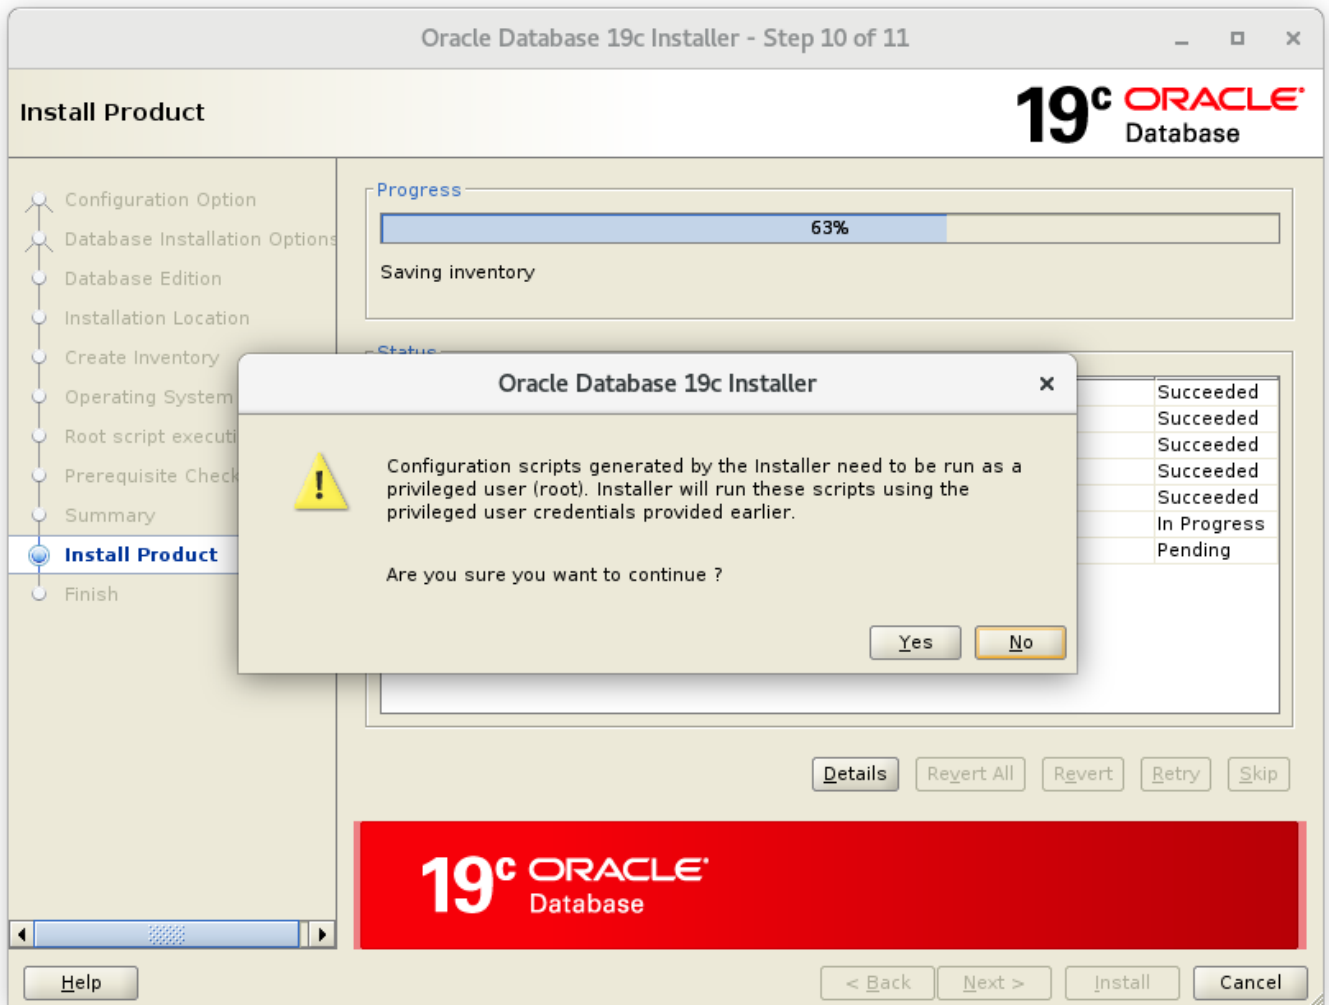 Oracle Database 19c Installer - Step 10 of 11
Install Product
19c ORACLE
Database
Configuration Option
Database Installation Options
Database Edition
Installation Location
Create Inventory
Operating System
Root script executi
Prerequisite Check
Summary
Install Product
Finish
Progress
63%
Saving inventory
Status
Succeeded
Succeeded
Succeeded
Succeeded
Succeeded
In Progress
Pending
Oracle Database 19c Installer
Configuration scripts generated by the Installer need to be run as a
privileged user (root). Installer will run these scripts using the
privileged user credentials provided earlier.
Are you sure you want to continue ?
Yes No
Details Revert All Revert Retry Skip
19c ORACLE
Database
Help < Back Next > Install Cancel